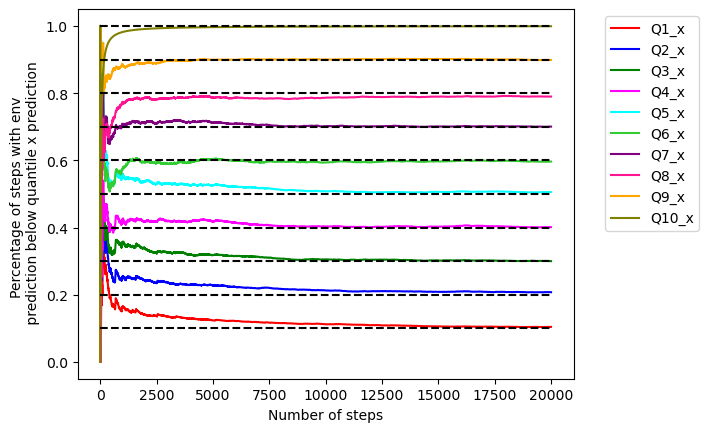 1.0
0.8
0.6
0.4
0.2
0.0
Percentage of steps with env
prediction below quantile x prediction
0
2500
5000
7500
10000
12500
15000
17500
20000
Number of steps
Q1_x
Q2_x
Q3_x
Q4_x
Q5_x
Q6_x
Q7_x
Q8_x
Q9_x
Q10_x